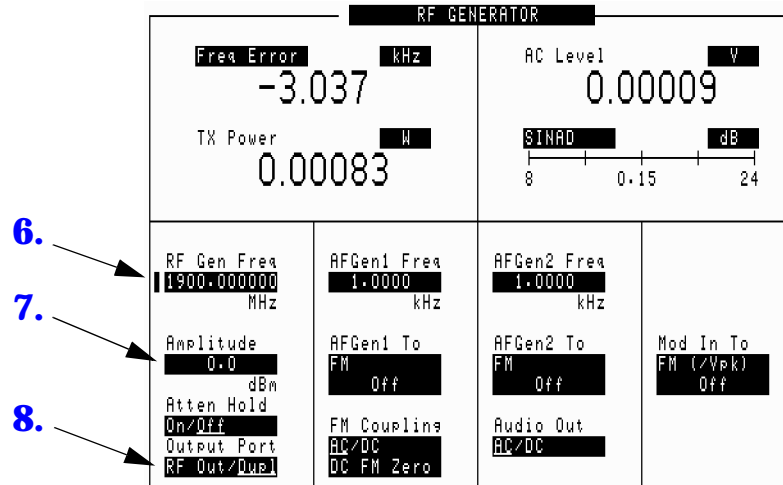 RF GENERATOR
Freq Error kHz
-3.037
TX Power W
0.00083
AC Level V
0.00009
SINAD dB
8 0.15 24
6.
RF Gen Freq
1900.000000
MHz
7.
Amplitude
0.0
dBm
Atten Hold
On/Off
8.
Output Port
RF Out/Dupl
AFGen1 Freq
1.0000
kHz
AFGen1 To
FM
Off
FM Coupling
AC/DC
DC FM Zero
AFGen2 Freq
1.0000
kHz
AFGen2 To
FM
Off
Audio Out
AC/DC
Mod In To
FM (/Vpk)
Off